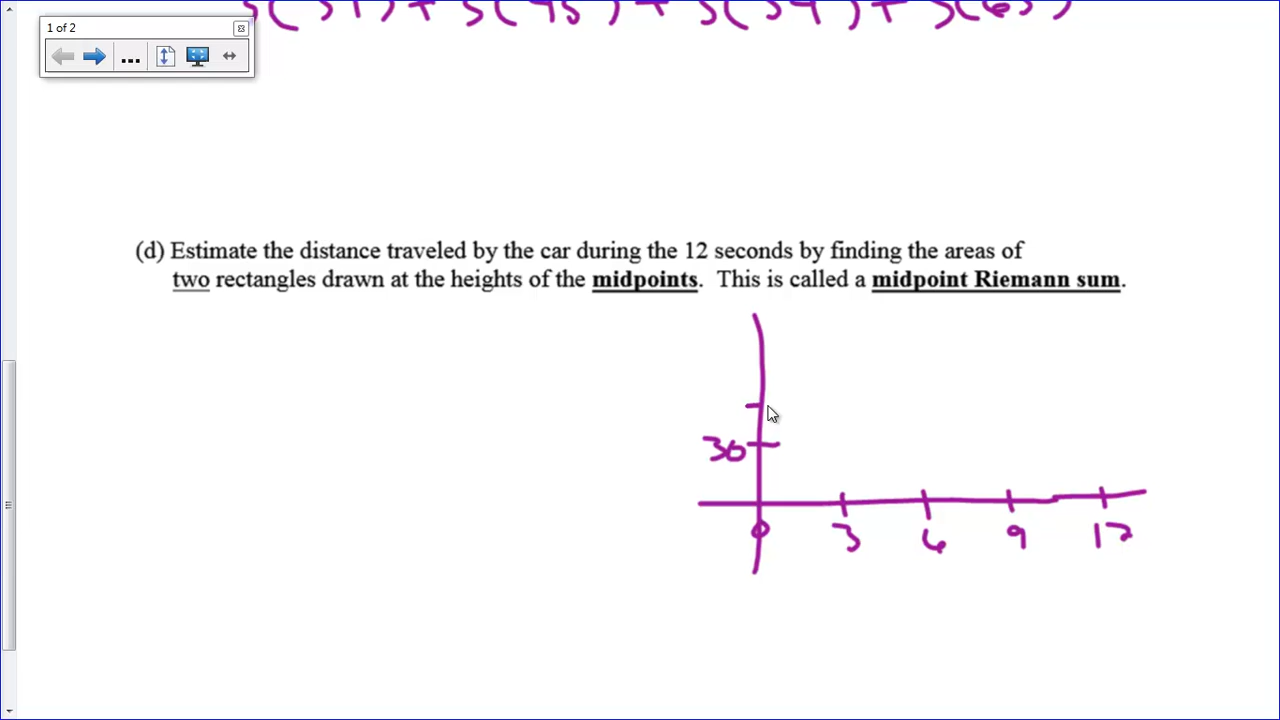 1 of 2
(d) Estimate the distance traveled by the car during the 12 seconds by finding the areas of
two rectangles drawn at the heights of the midpoints. This is called a midpoint Riemann sum.
30
0 3 6 9 12